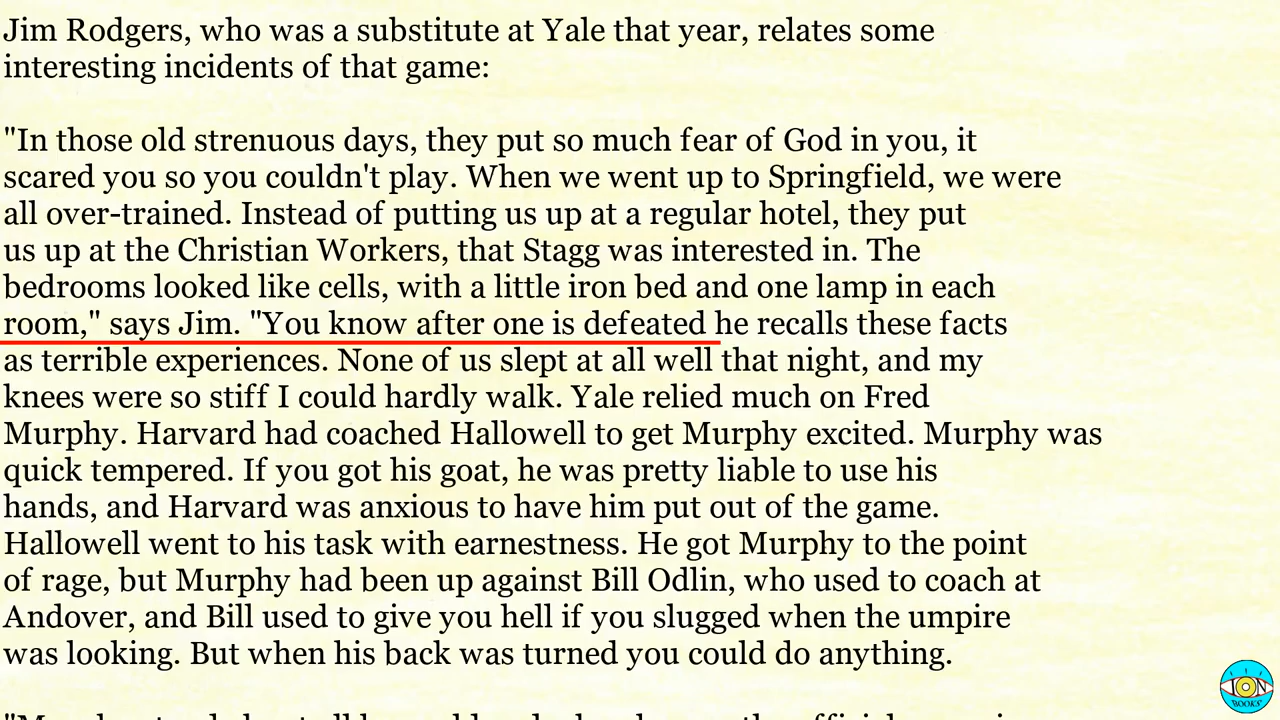 Jim Rodgers, who was a substitute at Yale that year, relates some
interesting incidents of that game:
"In those old strenuous days, they put so much fear of God in you, it
scared you so you couldn't play. When we went up to Springfield, we were
all over-trained. Instead of putting us up at a regular hotel, they put
us up at the Christian Workers, that Stagg was interested in. The
bedrooms looked like cells, with a little iron bed and one lamp in each
room," says Jim. "You know after one is defeated he recalls these facts
as terrible experiences. None of us slept at all well that night, and my
knees were so stiff I could hardly walk. Yale relied much on Fred
Murphy. Harvard had coached Hallowell to get Murphy excited. Murphy was
quick tempered. If you got his goat, he was pretty liable to use his
hands, and Harvard was anxious to have him put out of the game.
Hallowell went to his task with earnestness. He got Murphy to the point
of rage, but Murphy had been up against Bill Odlin, who used to coach at
Andover, and Bill used to give you hell if you slugged when the umpire
was looking. But when his back was turned you could do anything.
ION
BOOKS